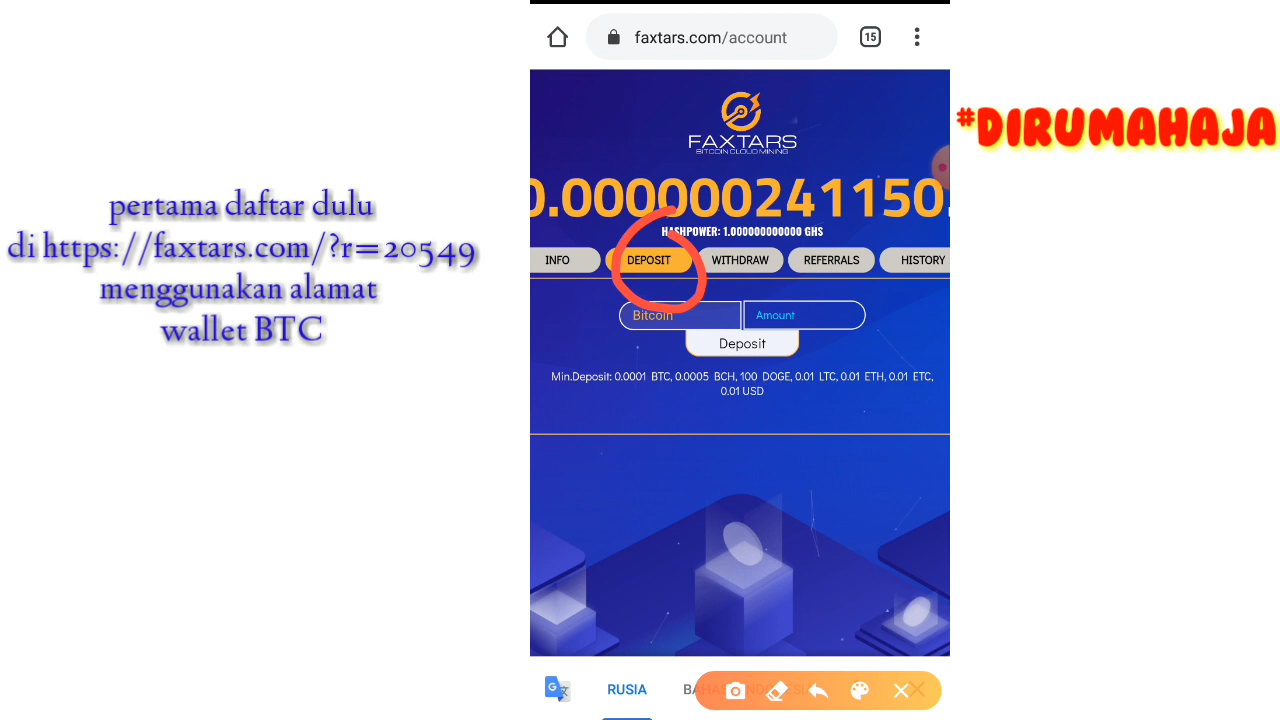 pertama daftar dulu
di https://faxtars.com/?r=20549
menggunakan alamat
wallet BTC
15
faxtars.com/account
FAXTARS
BITCOIN CLOUD MINING
0.000000241150.
HASHPOWER: 1.000000000000 GHS
INFO DEPOSIT WITHDRAW REFERRALS HISTORY
Bitcoin Amount
Deposit
Min.Deposit: 0.0001 BTC, 0.0005 BCH, 100 DOGE, 0.01 LTC, 0.01 ETH, 0.01 ETC,
0.01 USD
RUSIA BAHASA INDONESIA
#DIRUMAHAJA